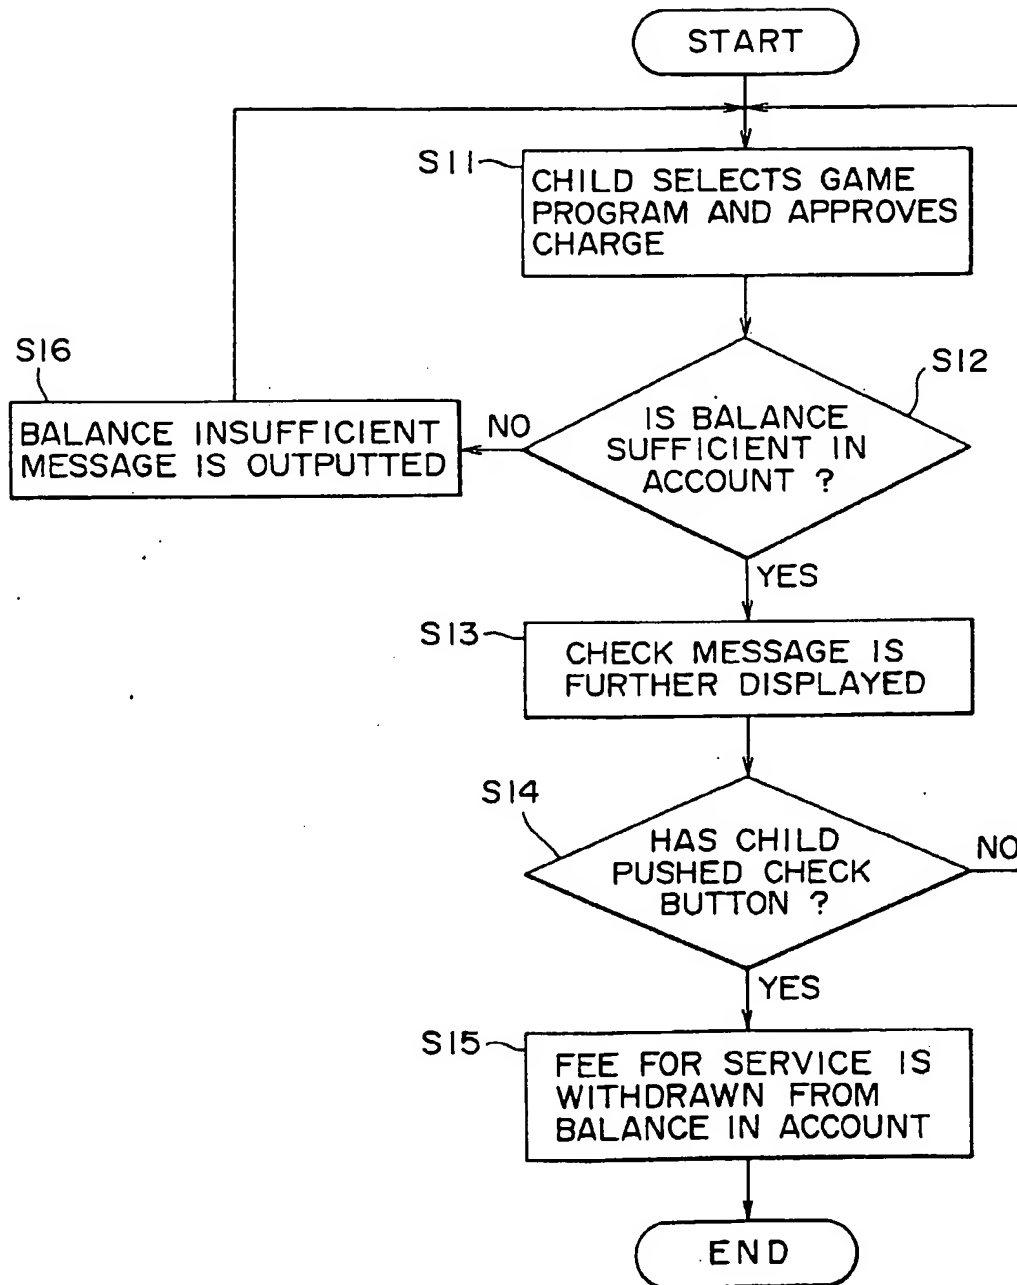 START
S11
CHILD SELECTS GAME
PROGRAM AND APPROVES
CHARGE
S16
BALANCE INSUFFICIENT
MESSAGE IS OUTPUTTED
NO
S12
IS BALANCE
SUFFICIENT IN
ACCOUNT ?
YES
S13
CHECK MESSAGE IS
FURTHER DISPLAYED
S14
HAS CHILD
PUSHED CHECK
BUTTON ?
NO
YES
S15
FEE FOR SERVICE IS
WITHDRAWN FROM
BALANCE IN ACCOUNT
END